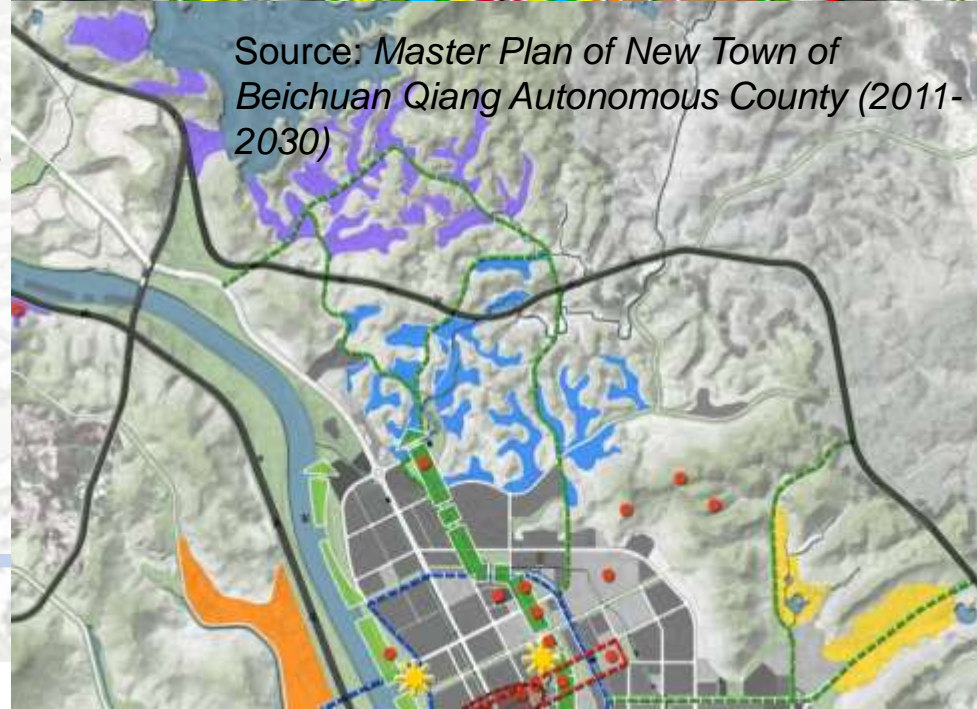 Source: Master Plan of New Town of
Beichuan Qiang Autonomous County (2011-
2030)